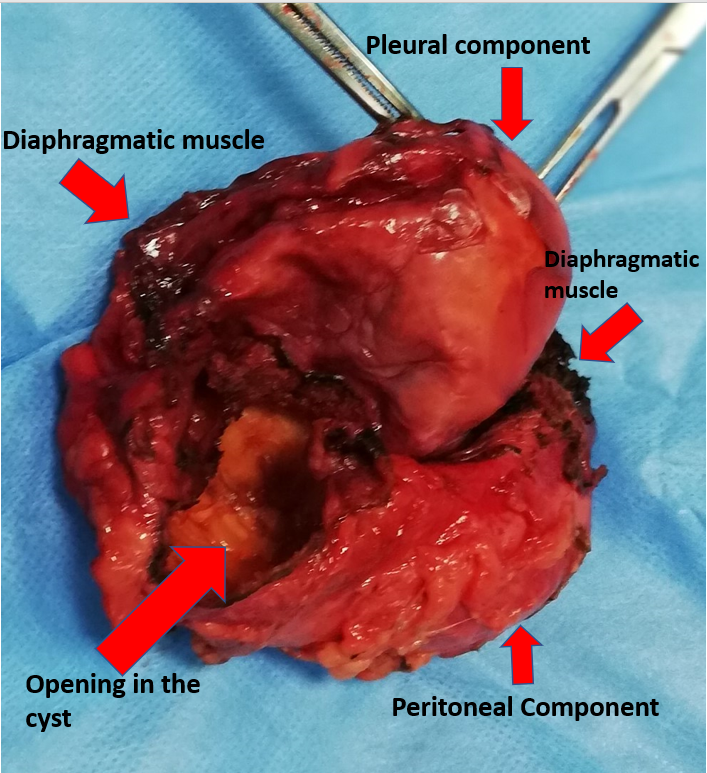 Pleural component
Diaphragmatic muscle
Diaphragmatic
muscle
Opening in the
cyst
Peritoneal Component